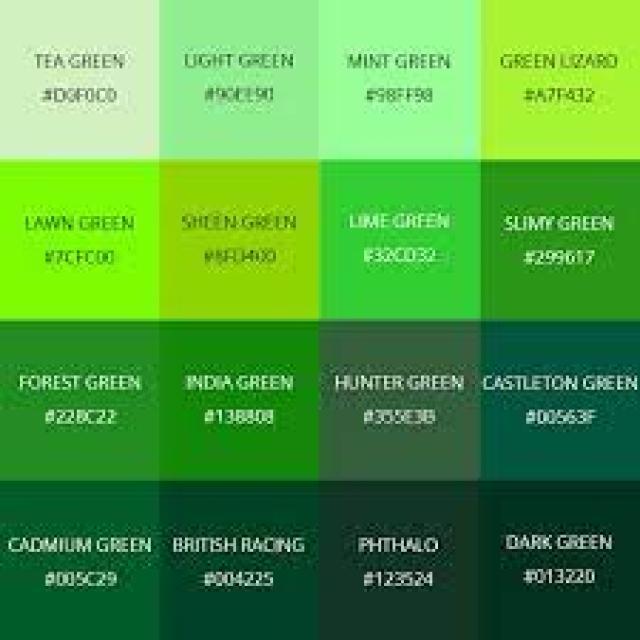 TEA GREEN
#D0F0C0
LIGHT GREEN
#90EE90
MINT GREEN
#98FF98
GREEN LIZARD
#A7F432
LAWN GREEN
#7CFC00
SHEEN GREEN
#8FD400
LIME GREEN
#32CD32
SLIMY GREEN
#299617
FOREST GREEN
#228C22
INDIA GREEN
#138808
HUNTER GREEN
#355E3B
CASTLETON GREEN
#00563F
CADMIUM GREEN
#005C29
BRITISH RACING
#004225
PHTHALO
#123524
DARK GREEN
#013220